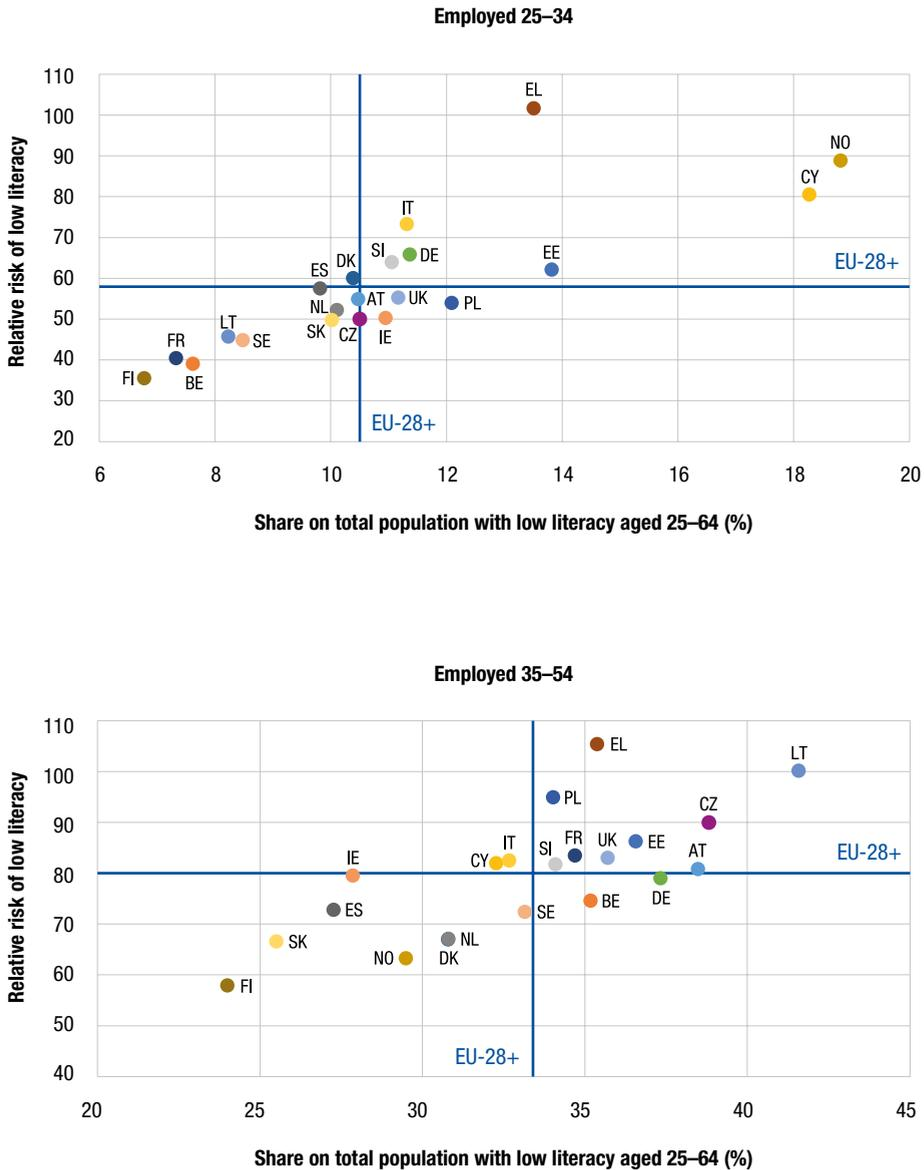 Employed 25–34
Relative risk of low literacy
110
100
90
80
70
60
50
40
30
20
EL
NO
CY
IT
SI
DE
EE
EU-28+
DK
ES
AT
UK
PL
NL
SK
CZ
IE
LT
SE
FR
BE
FI
EU-28+
6
8
10
12
14
16
18
20
Share on total population with low literacy aged 25–64 (%)
Employed 35–54
Relative risk of low literacy
110
100
90
80
70
60
50
40
EL
LT
PL
CZ
IT
CY
SI
FR
UK
EE
AT
EU-28+
IE
DE
ES
SE
BE
SK
NO
NL
DK
FI
EU-28+
20
25
30
35
40
45
Share on total population with low literacy aged 25–64 (%)